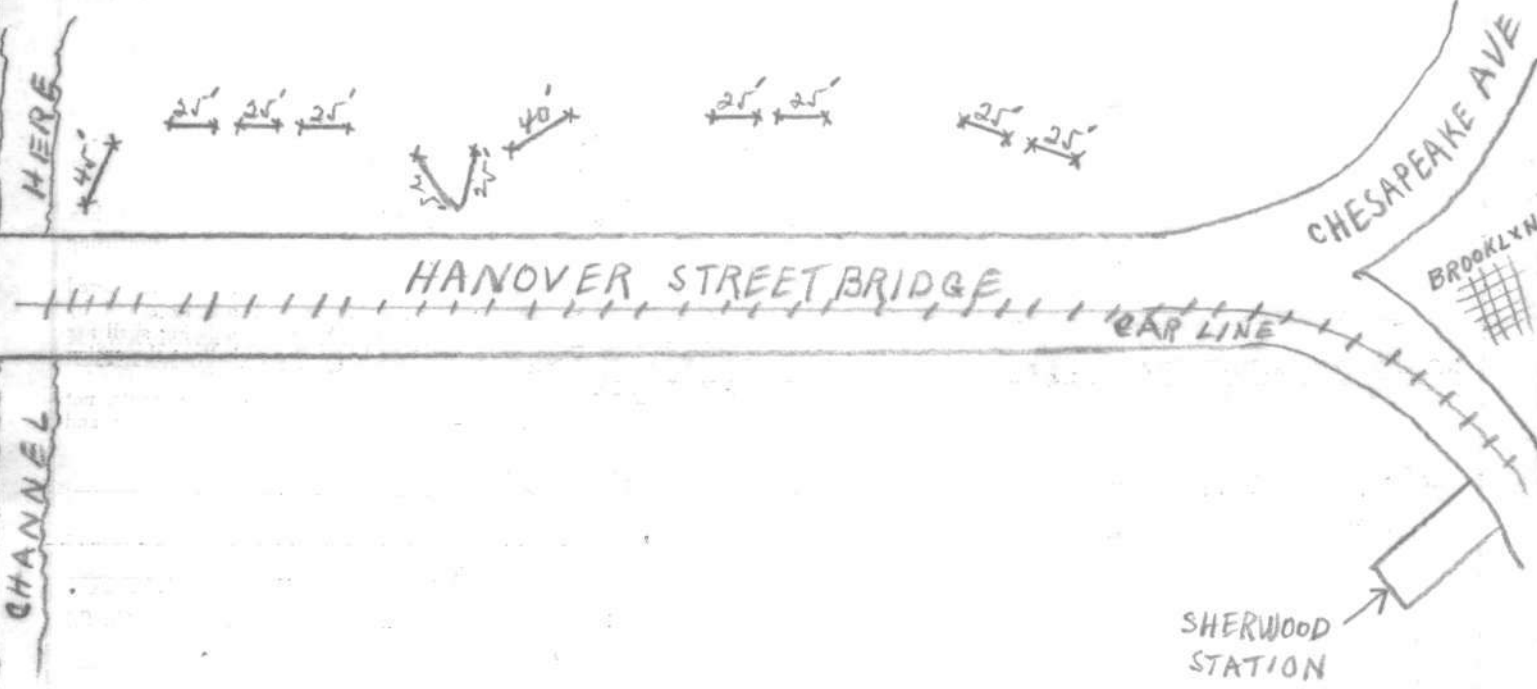 HERE
45'
25' 25' 25'
25'
25'
40'
25' 25'
25'
25'
CHESAPEAKE AVE
BROOKLYN
HANOVER STREET BRIDGE
CAR LINE
CHANNEL
SHERWOOD
STATION